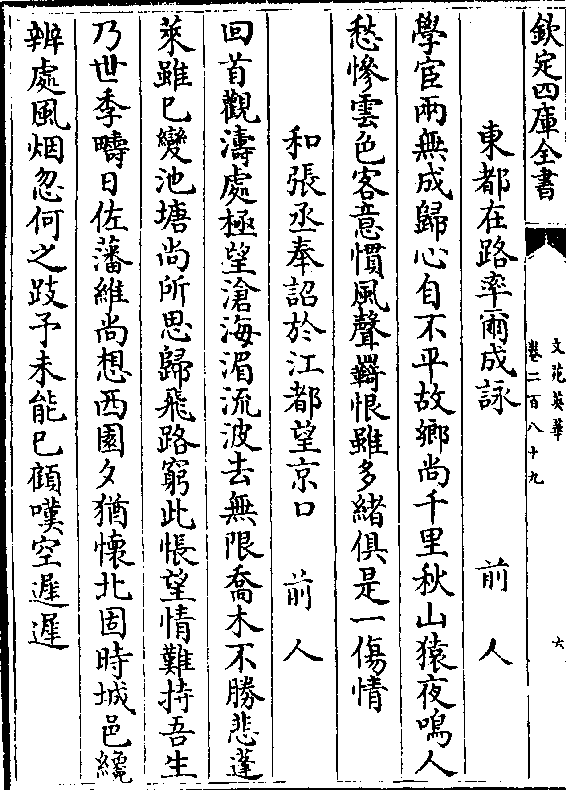 欽定四庫全書
文苑英華
卷二百八十九
六
東都在路率爾成詠
前人
學宦兩無成歸心自不平故鄉尚千里秋山猿夜鳴人
愁慘雲色客意慣風聲羇恨雖多緒俱是一傷情
和張丞奉詔於江都望京口
前人
回首觀濤處極望滄海湄流波去無限喬木不勝悲蓬
萊雖已變池塘尚所思歸飛路窮此悵望情難持吾生
乃世季疇日佐藩維尚想西園夕猶懷北固時城邑纔
辨處風烟忽何之跂予未能已顧嘆空遲遲